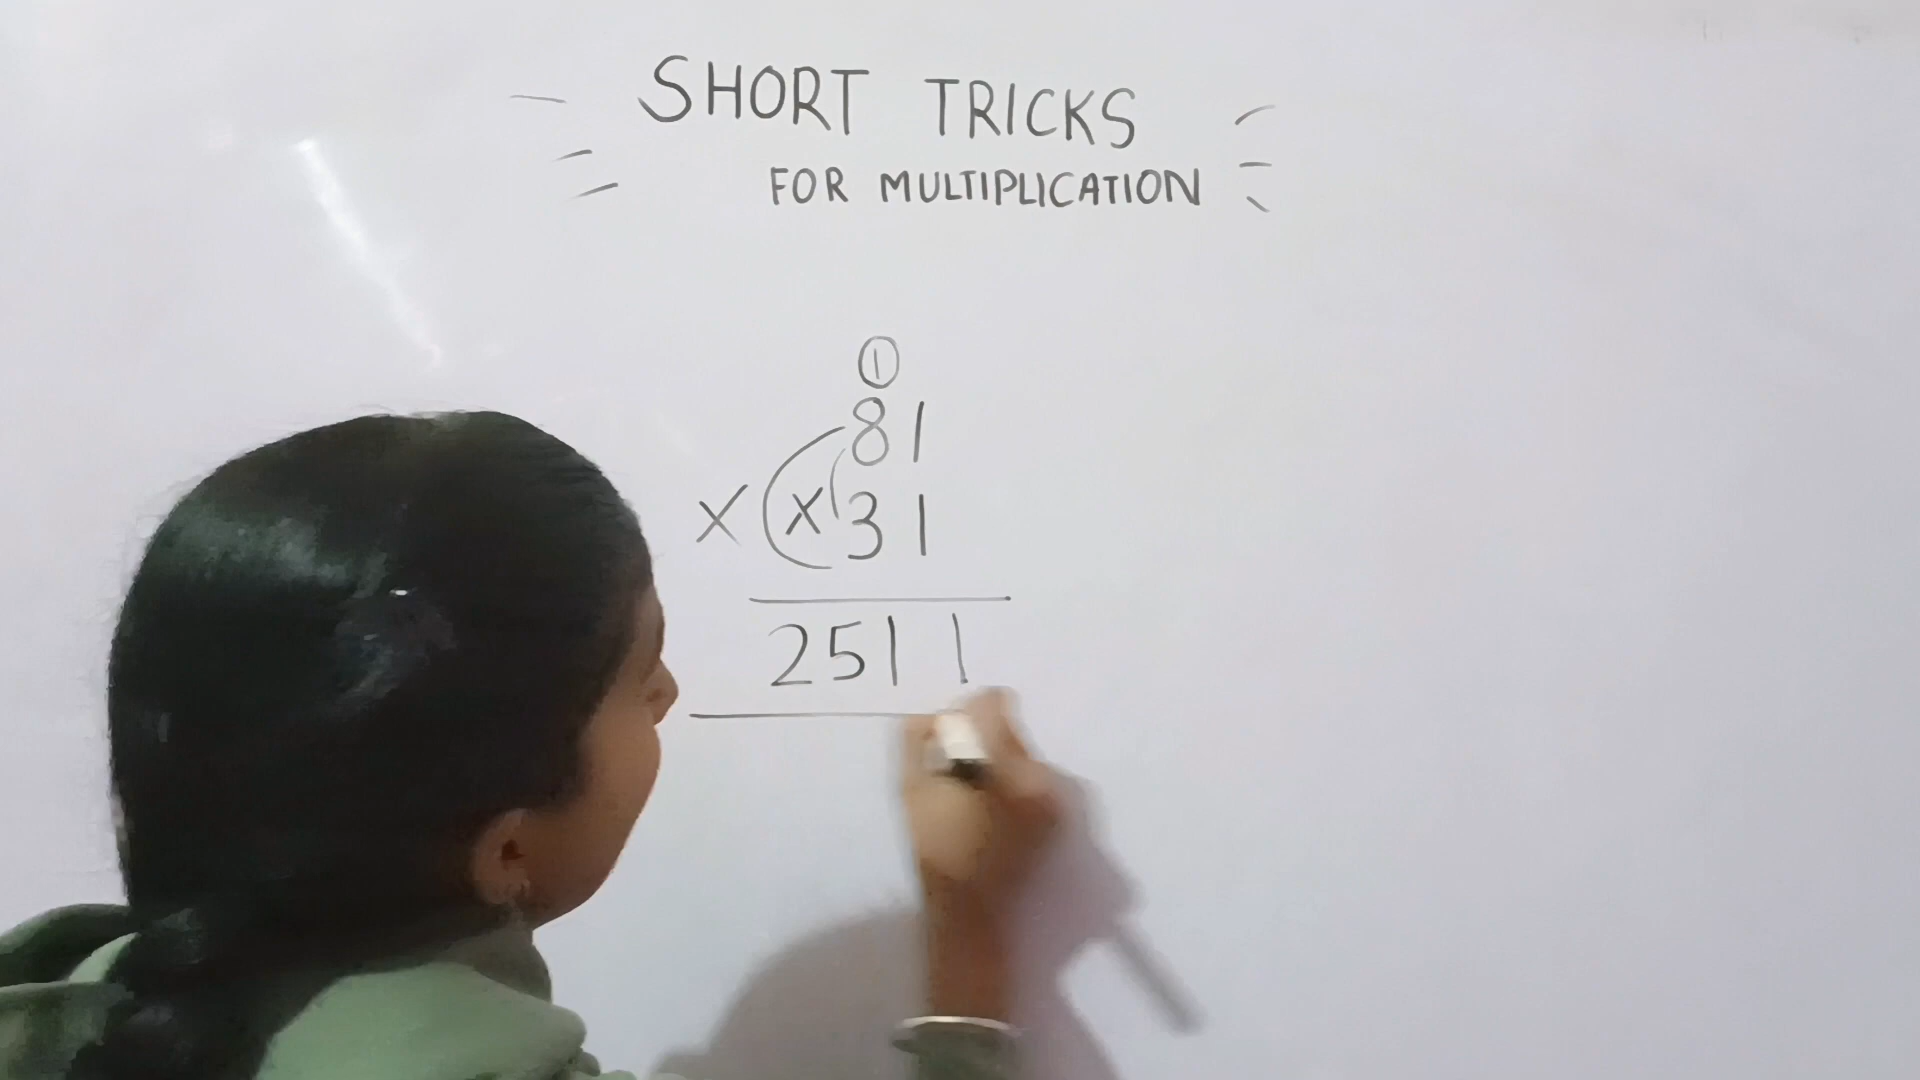 SHORT TRICKS
FOR MULTIPLICATION
①
81
× × 31
2511